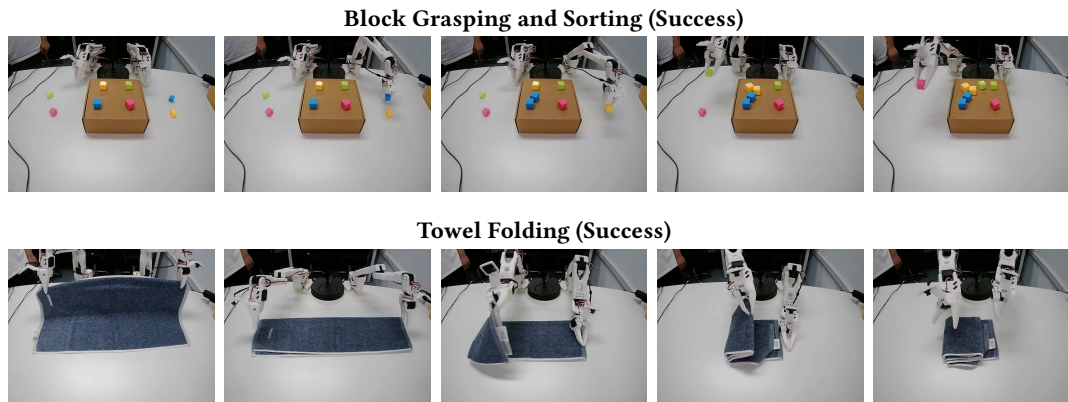 Block Grasping and Sorting (Success)
Towel Folding (Success)